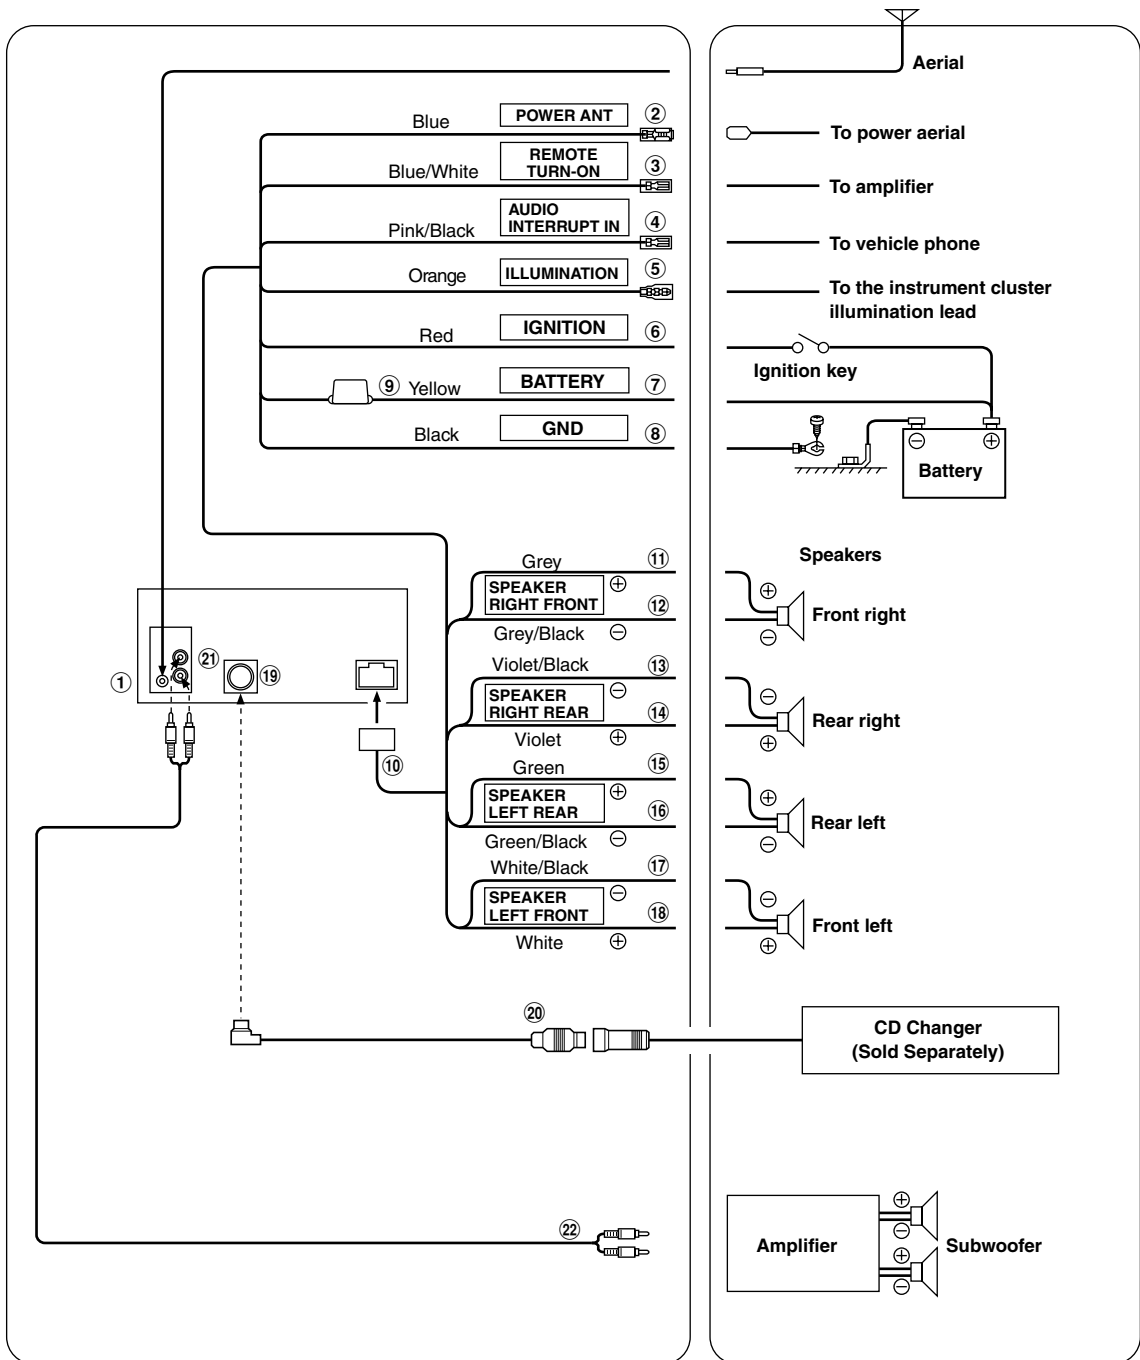 Aerial
Blue
POWER ANT
②
To power aerial
Blue/White
REMOTE
TURN-ON
③
To amplifier
Pink/Black
AUDIO
INTERRUPT IN
④
To vehicle phone
Orange
ILLUMINATION
⑤
To the instrument cluster
illumination lead
Red
IGNITION
⑥
Ignition key
⑨
Yellow
BATTERY
⑦
Black
GND
⑧
⊖
⊕
Battery
Speakers
Grey
⑪
SPEAKER
RIGHT FRONT
⊕
⑫
Grey/Black
⊖
⊕
⊖
Front right
Violet/Black
⑬
SPEAKER
RIGHT REAR
⊖
⑭
Violet
⊕
⊖
⊕
Rear right
①
㉑
⑲
⑩
Green
⑮
SPEAKER
LEFT REAR
⊕
⑯
Green/Black
⊖
⊕
⊖
Rear left
White/Black
⑰
SPEAKER
LEFT FRONT
⊖
⑱
White
⊕
⊖
⊕
Front left
⑳
CD Changer
(Sold Separately)
㉒
Amplifier
⊕
⊖
⊕
⊖
Subwoofer